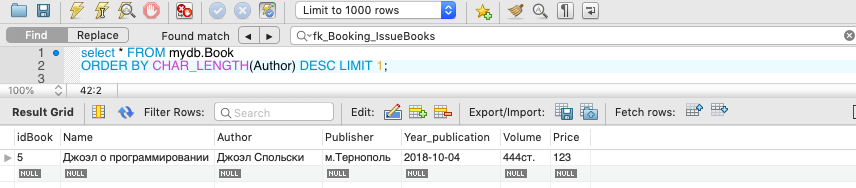 Limit to 1000 rows
Find Replace Found match fk_Booking_IssueBooks
1 select * FROM mydb.Book
2 ORDER BY CHAR_LENGTH(Author) DESC LIMIT 1;
3
100% 42:2
Result Grid Filter Rows: Search Edit: Export/Import: Fetch rows:
idBook Name Author Publisher Year_publication Volume Price
5 Джоэл о программировании Джоэл Спольски м.Тернополь 2018-10-04 444ст. 123
NULL NULL NULL NULL NULL NULL NULL